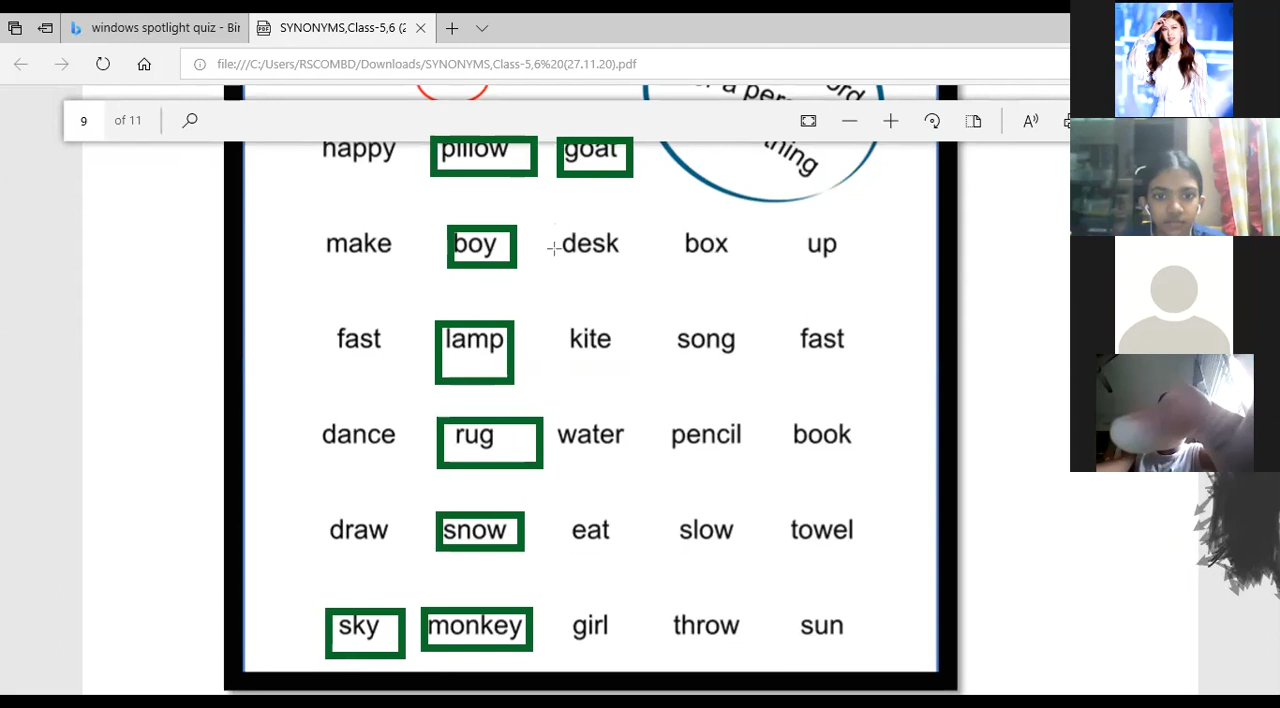 windows spotlight quiz - Bin
SYNONYMS,Class-5,6 (2
file:///C:/Users/RSCOMBD/Downloads/SYNONYMS,Class-5,6%20(27.11.20).pdf
9 of 11
happy pillow goat thing
make boy desk box up
fast lamp kite song fast
dance rug water pencil book
draw snow eat slow towel
sky monkey girl throw sun